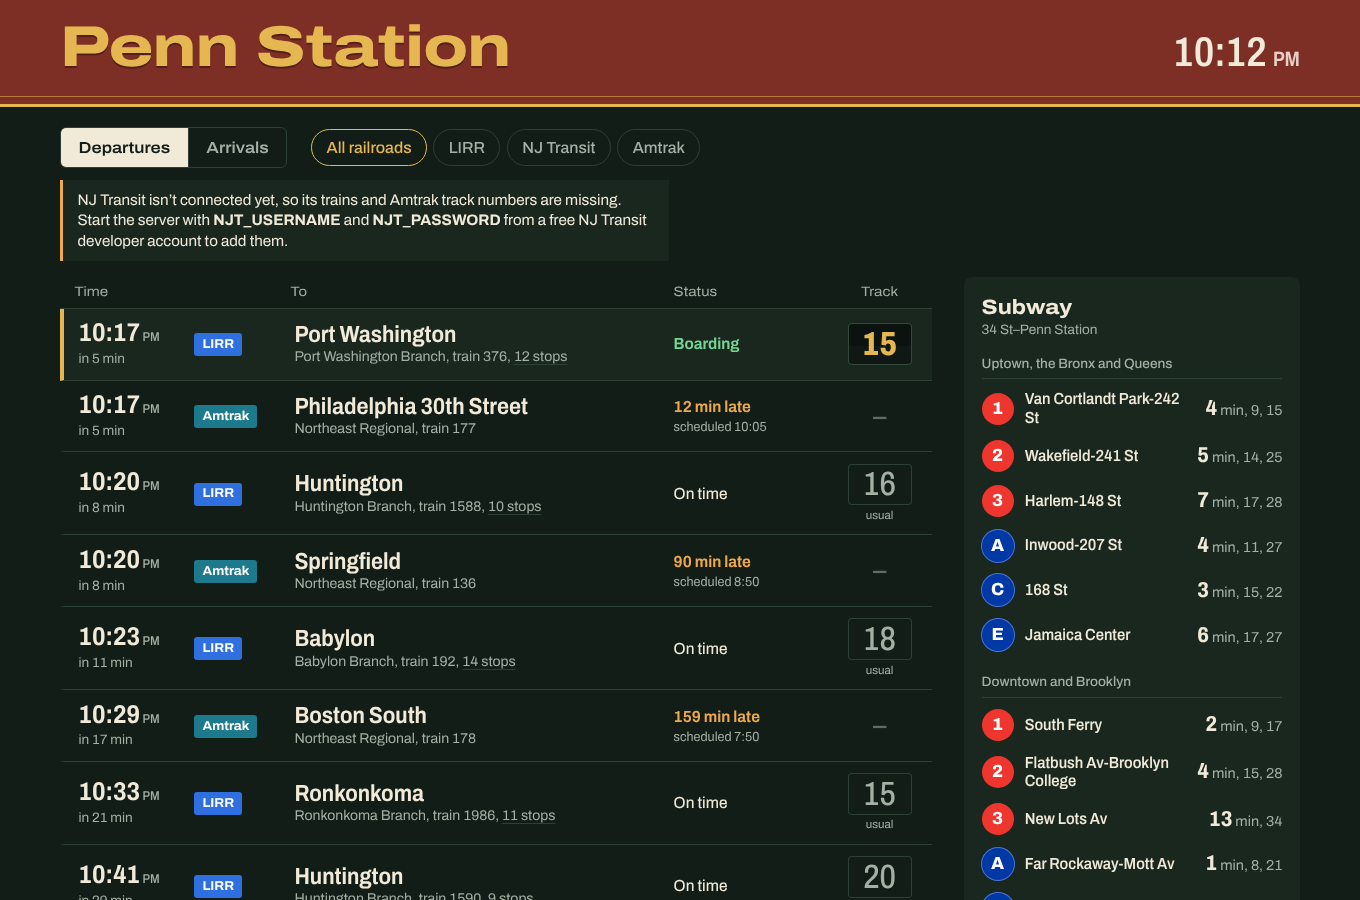 Penn Station
10:12 PM
Departures Arrivals All railroads LIRR NJ Transit Amtrak
NJ Transit isn’t connected yet, so its trains and Amtrak track numbers are missing.
Start the server with NJT_USERNAME and NJT_PASSWORD from a free NJ Transit
developer account to add them.
Time To Status Track
10:17 PM
in 5 min
LIRR
Port Washington
Port Washington Branch, train 376, 12 stops
Boarding
15
10:17 PM
in 5 min
Amtrak
Philadelphia 30th Street
Northeast Regional, train 177
12 min late
scheduled 10:05
–
10:20 PM
in 8 min
LIRR
Huntington
Huntington Branch, train 1588, 10 stops
On time
16
usual
10:20 PM
in 8 min
Amtrak
Springfield
Northeast Regional, train 136
90 min late
scheduled 8:50
–
10:23 PM
in 11 min
LIRR
Babylon
Babylon Branch, train 192, 14 stops
On time
18
usual
10:29 PM
in 17 min
Amtrak
Boston South
Northeast Regional, train 178
159 min late
scheduled 7:50
–
10:33 PM
in 21 min
LIRR
Ronkonkoma
Ronkonkoma Branch, train 1986, 11 stops
On time
15
usual
10:41 PM
in 29 min
LIRR
Huntington
Huntington Branch, train 1590, 9 stops
On time
20
Subway
34 St–Penn Station
Uptown, the Bronx and Queens
1 Van Cortlandt Park-242
St
4 min, 9, 15
2 Wakefield-241 St 5 min, 14, 25
3 Harlem-148 St 7 min, 17, 28
A Inwood-207 St 4 min, 11, 27
C 168 St 3 min, 15, 22
E Jamaica Center 6 min, 17, 27
Downtown and Brooklyn
1 South Ferry 2 min, 9, 17
2 Flatbush Av-Brooklyn
College
4 min, 15, 28
3 New Lots Av 13 min, 34
A Far Rockaway-Mott Av 1 min, 8, 21